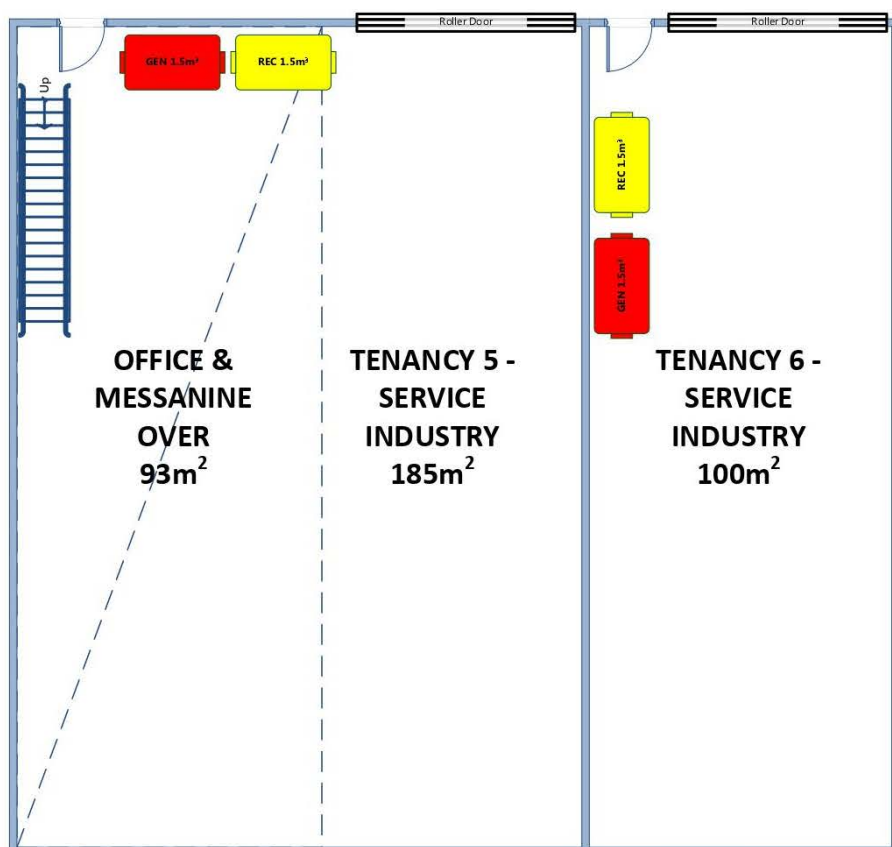 Roller Door
Roller Door
GEN 1.5m³
REC 1.5m³
Up
REC 1.5m³
GEN 1.5m³
OFFICE &
MESSANINE
OVER
93m²
TENANCY 5 -
SERVICE
INDUSTRY
185m²
TENANCY 6 -
SERVICE
INDUSTRY
100m²